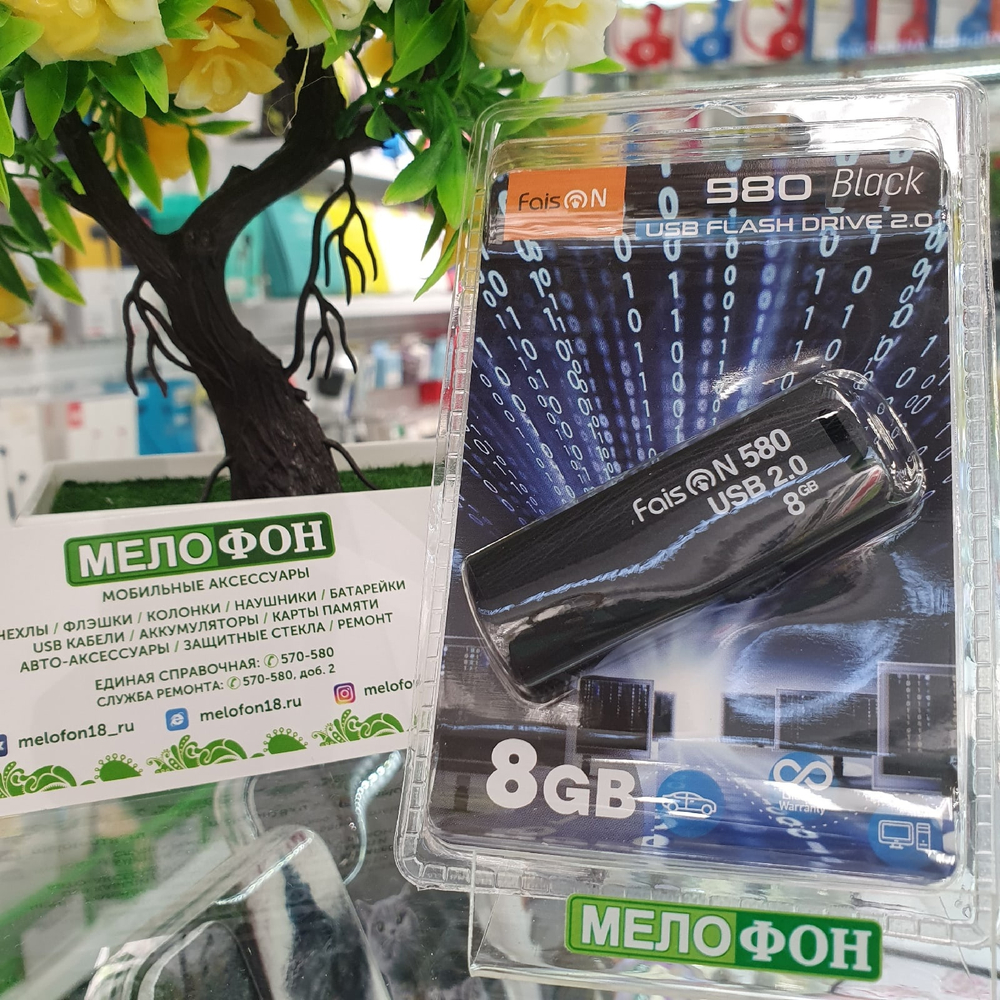 FaisON
580 Black
USB FLASH DRIVE 2.0
FaisON 580
USB 2.0
8GB
8GB
Warranty
МЕЛОФОН
МЕЛОФОН
МОБИЛЬНЫЕ АКСЕССУАРЫ
ЧЕХЛЫ / ФЛЭШКИ / КОЛОНКИ / НАУШНИКИ / БАТАРЕЙКИ
USB КАБЕЛИ / АККУМУЛЯТОРЫ / КАРТЫ ПАМЯТИ
АВТО-АКСЕССУАРЫ / ЗАЩИТНЫЕ СТЕКЛА / РЕМОНТ
ЕДИНАЯ СПРАВОЧНАЯ: 570-580
СЛУЖБА РЕМОНТА: 570-580, доб. 2
melofon18_ru melofon18.ru melofo